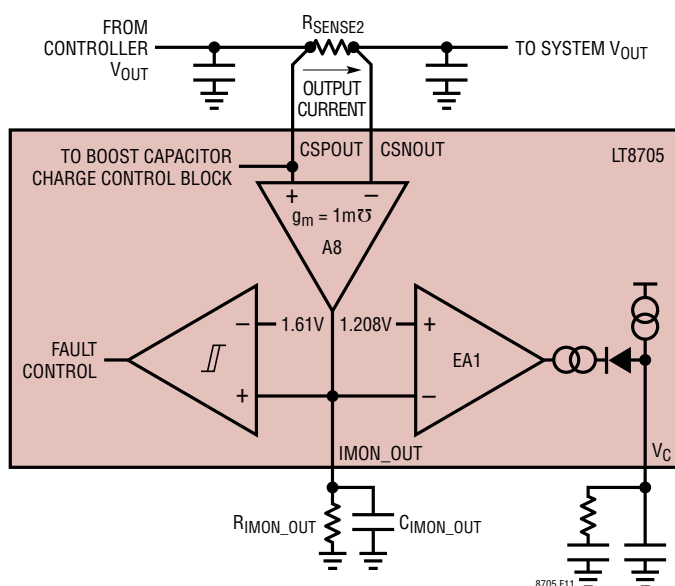 FROM
CONTROLLER
VOUT
RSENSE2
TO SYSTEM VOUT
OUTPUT
CURRENT
CSPOUT
CSNOUT
LT8705
TO BOOST CAPACITOR
CHARGE CONTROL BLOCK
+
−
gm = 1m℧
A8
−
1.61V
1.208V
+
FAULT
CONTROL
EA1
+
−
IMON_OUT
VC
RIMON_OUT
CIMON_OUT
8705 F11